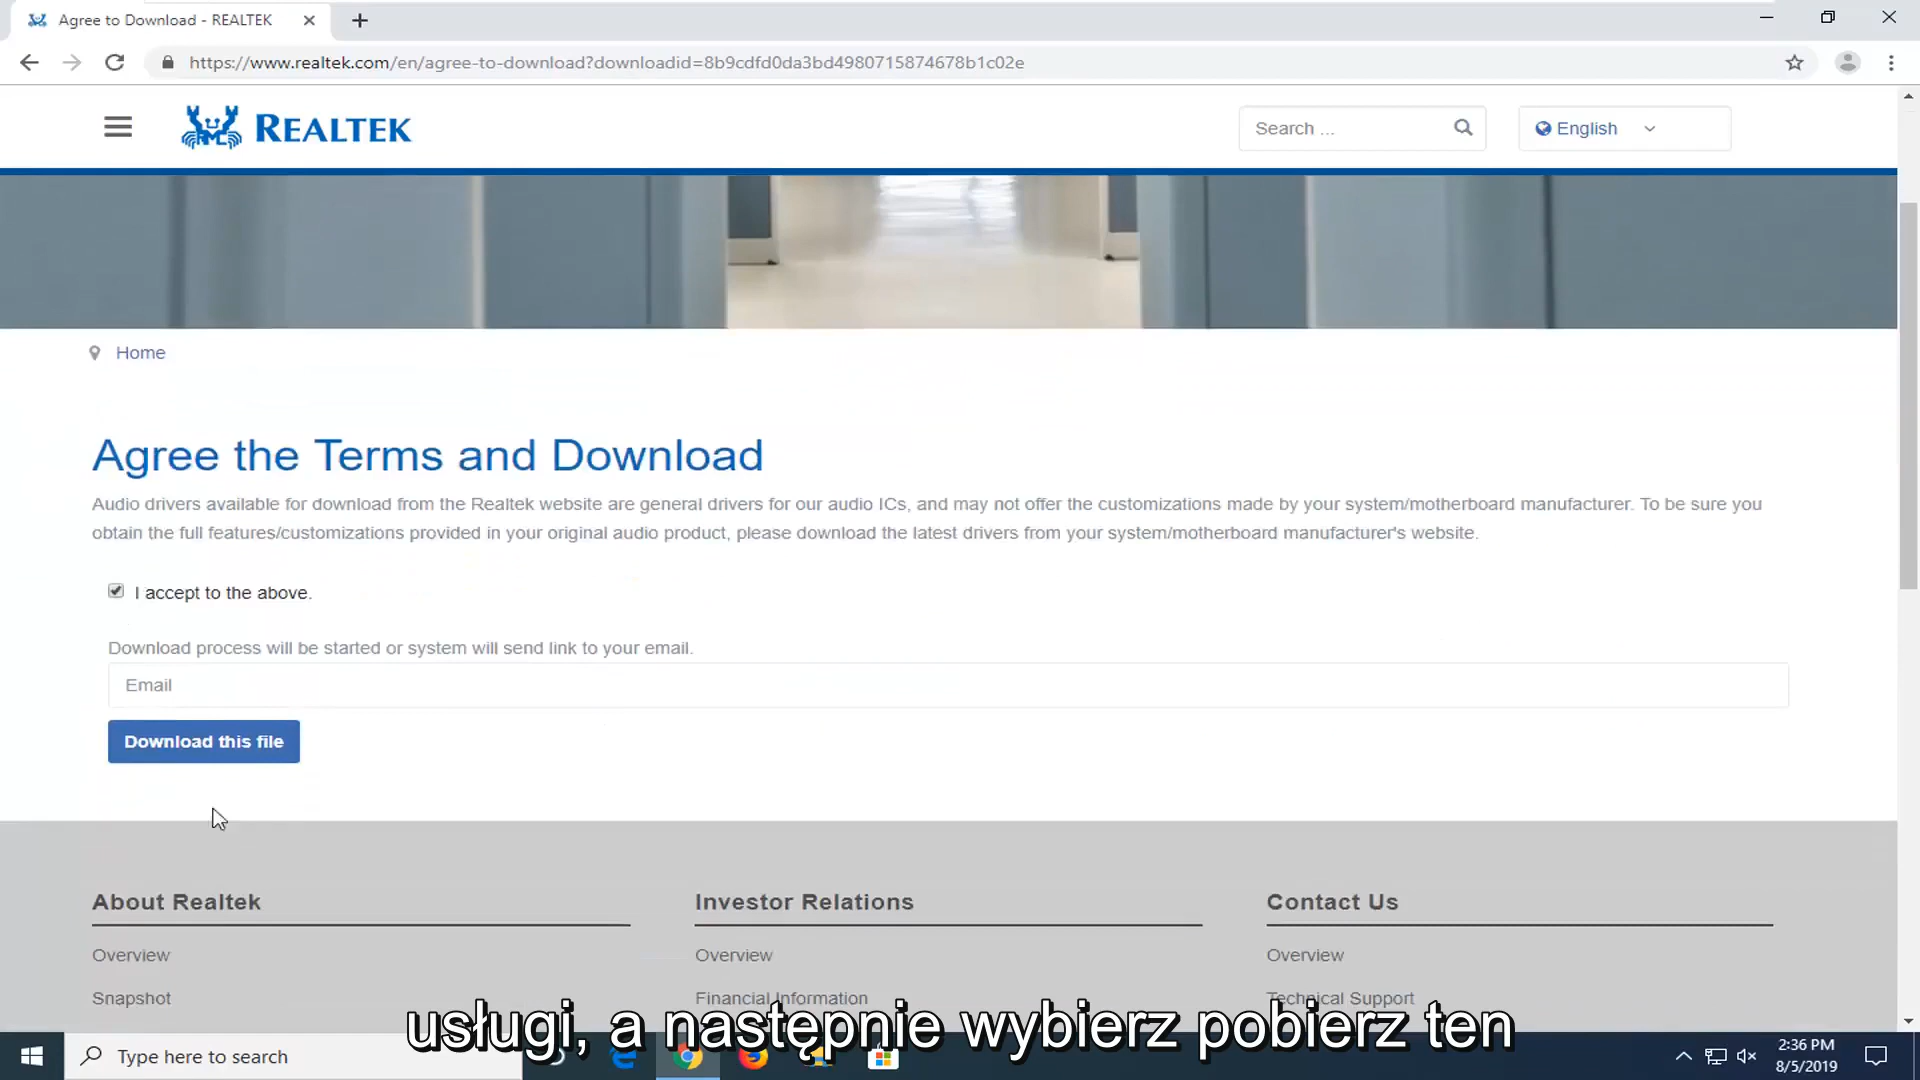 Agree to Download - REALTEK
https://www.realtek.com/en/agree-to-download?downloadid=8b9cdfd0da3bd4980715874678b1c02e
REALTEK
Search ...
English
Home
Agree the Terms and Download
Audio drivers available for download from the Realtek website are general drivers for our audio ICs, and may not offer the customizations made by your system/motherboard manufacturer. To be sure you
obtain the full features/customizations provided in your original audio product, please download the latest drivers from your system/motherboard manufacturer's website.
I accept to the above.
Download process will be started or system will send link to your email.
Email
Download this file
About Realtek
Investor Relations
Contact Us
Overview
Overview
Overview
Snapshot
Financial Information
Technical Support
usługi, a następnie wybierz pobierz ten
Type here to search
2:36 PM
8/5/2019